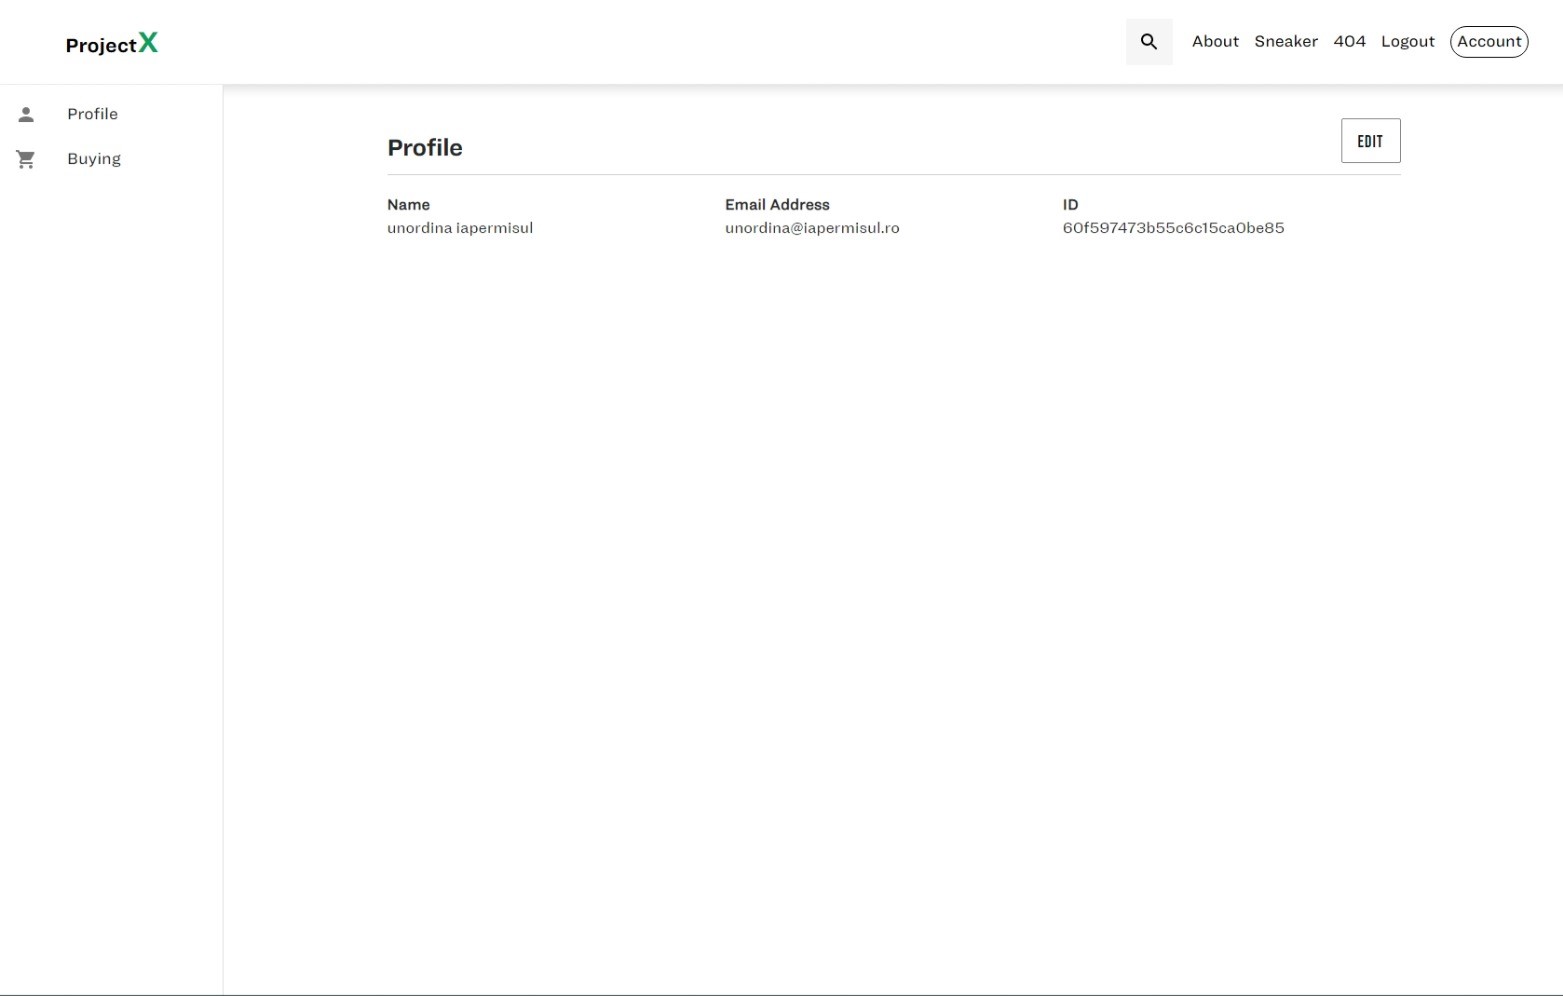 ProjectX
About Sneaker 404 Logout Account
Profile
Buying
Profile
EDIT
Name
unordina iapermisul
Email Address
unordina@iapermisul.ro
ID
60f597473b55c6c15ca0be85